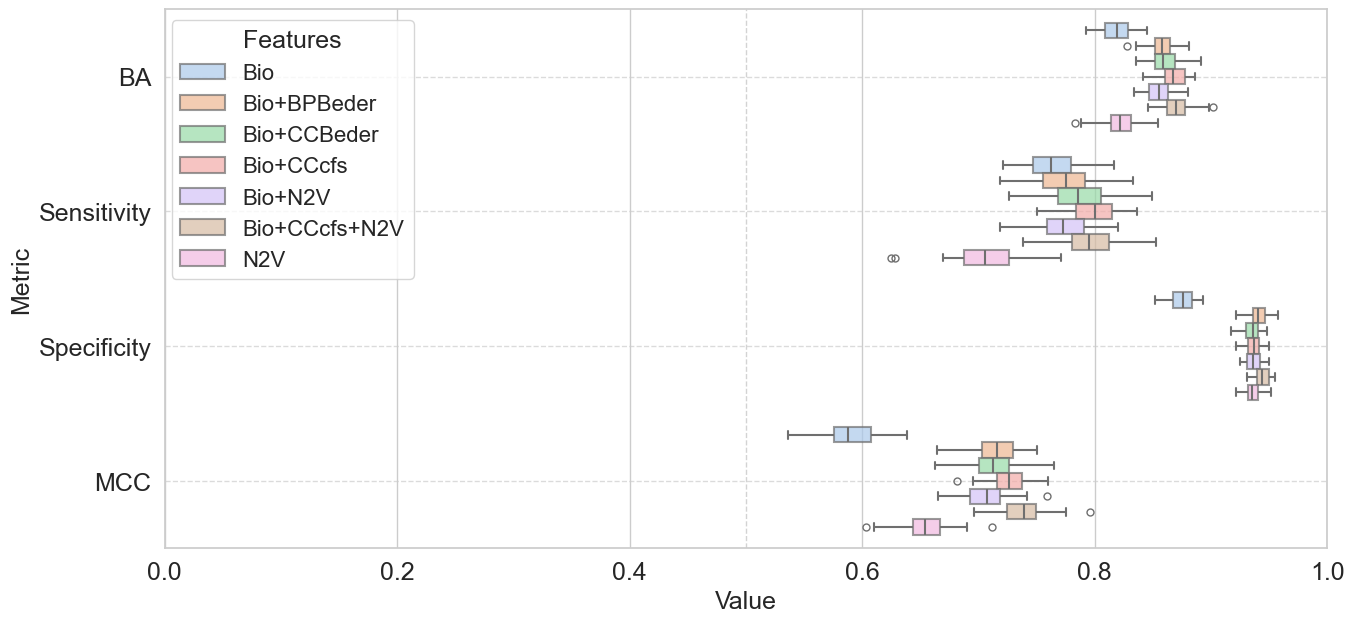 Features
Bio
Bio+BPBeder
Bio+CCBeder
Bio+CCcfs
Bio+N2V
Bio+CCcfs+N2V
N2V
Metric
BA
Sensitivity
Specificity
MCC
0.0 0.2 0.4 0.6 0.8 1.0
Value